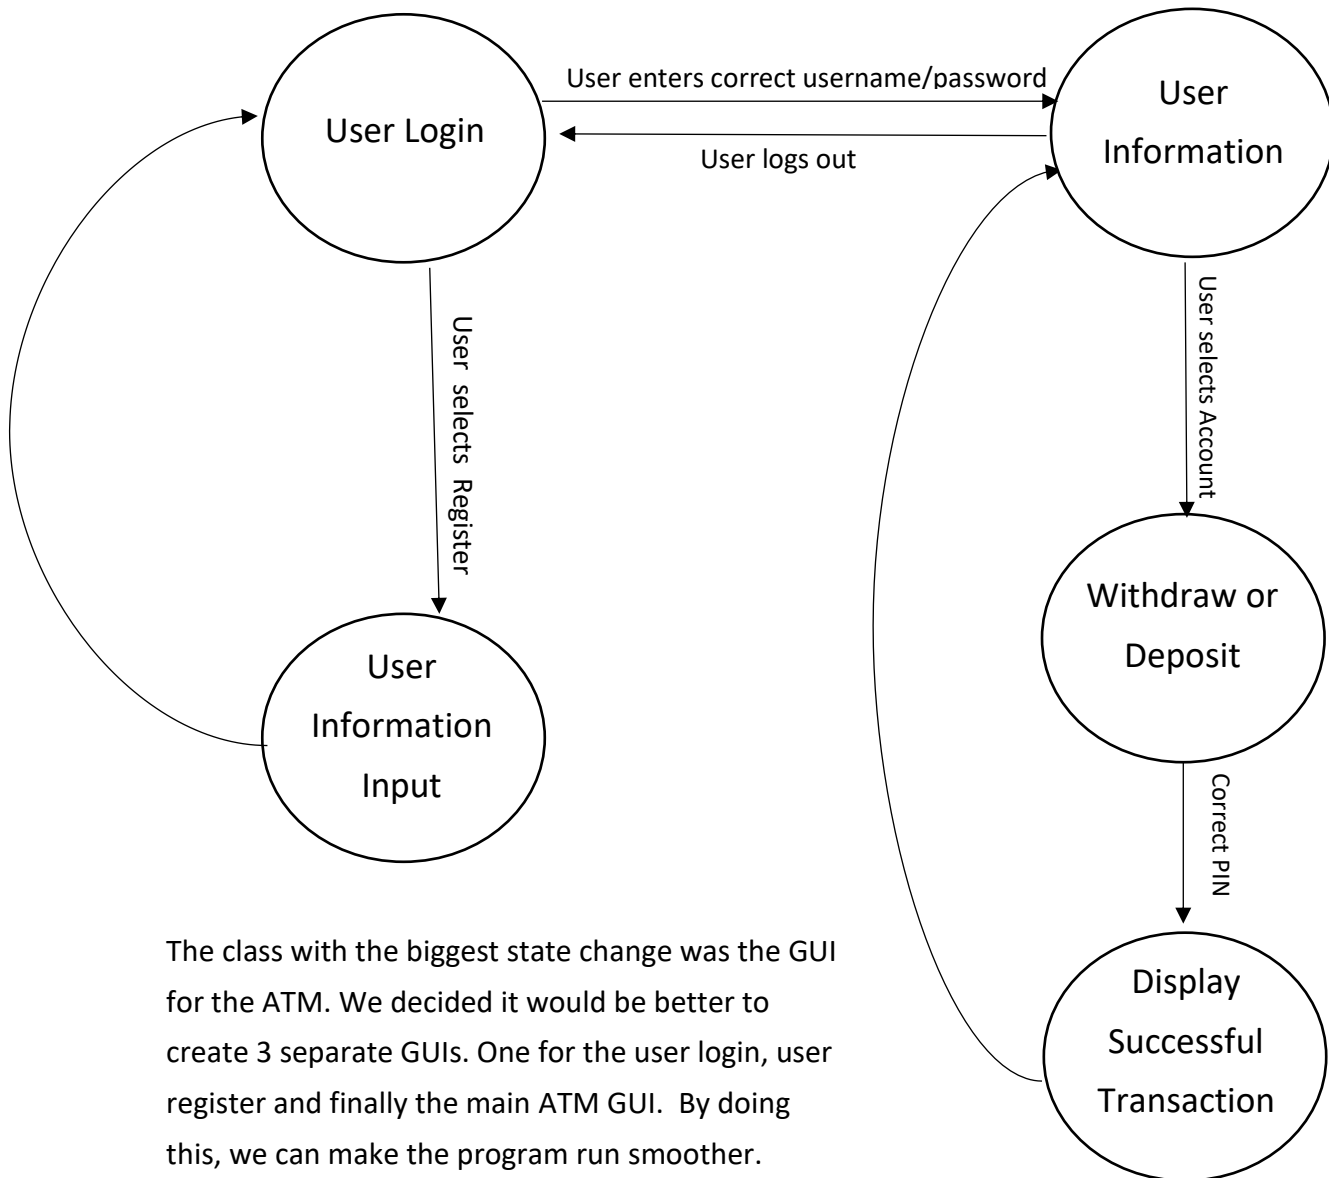 User enters correct username/password
User Login
User
Information
User logs out
User selects Register
User selects Account
User
Information
Input
Withdraw or
Deposit
Correct PIN
Display
Successful
Transaction
The class with the biggest state change was the GUI
for the ATM. We decided it would be better to
create 3 separate GUIs. One for the user login, user
register and finally the main ATM GUI.  By doing
this, we can make the program run smoother.